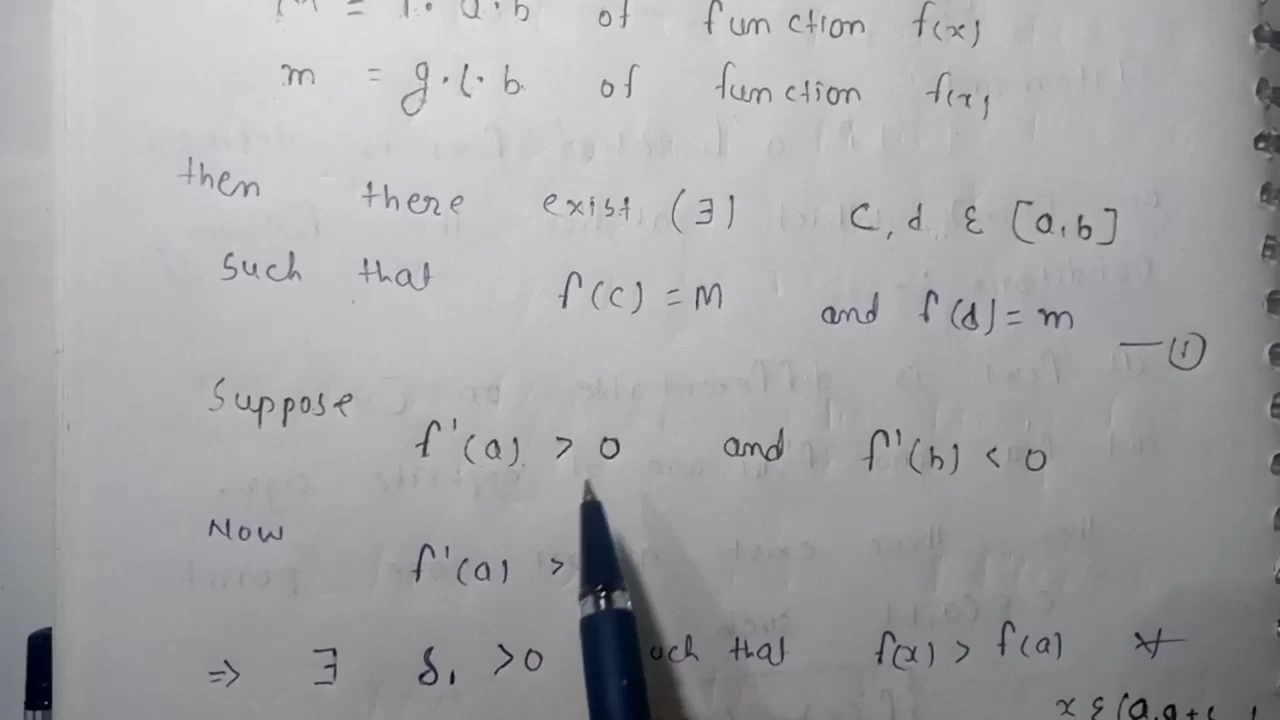 M = l.u.b of function f(x)
m = g.l.b of function f(x)
then there exist (∃) c, d ε [a,b]
such that f(c) = M and f(d) = m —①
Suppose
f'(a) > 0 and f'(b) < 0
Now
f'(a) >
⇒ ∃ δ₁ > 0 such that f(x) > f(a) ∀
x ε (a, a+